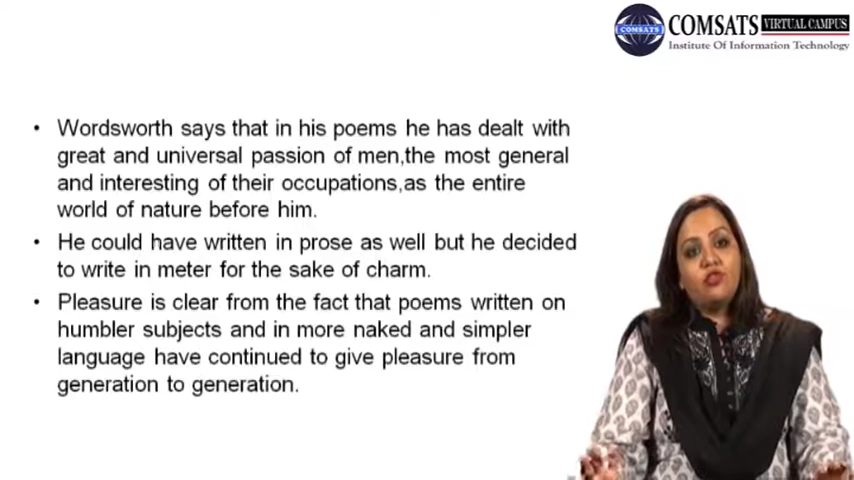 COMSATS VIRTUAL CAMPUS
COMSATS
Institute Of Information Technology
• Wordsworth says that in his poems he has dealt with
great and universal passion of men,the most general
and interesting of their occupations,as the entire
world of nature before him.
• He could have written in prose as well but he decided
to write in meter for the sake of charm.
• Pleasure is clear from the fact that poems written on
humbler subjects and in more naked and simpler
language have continued to give pleasure from
generation to generation.